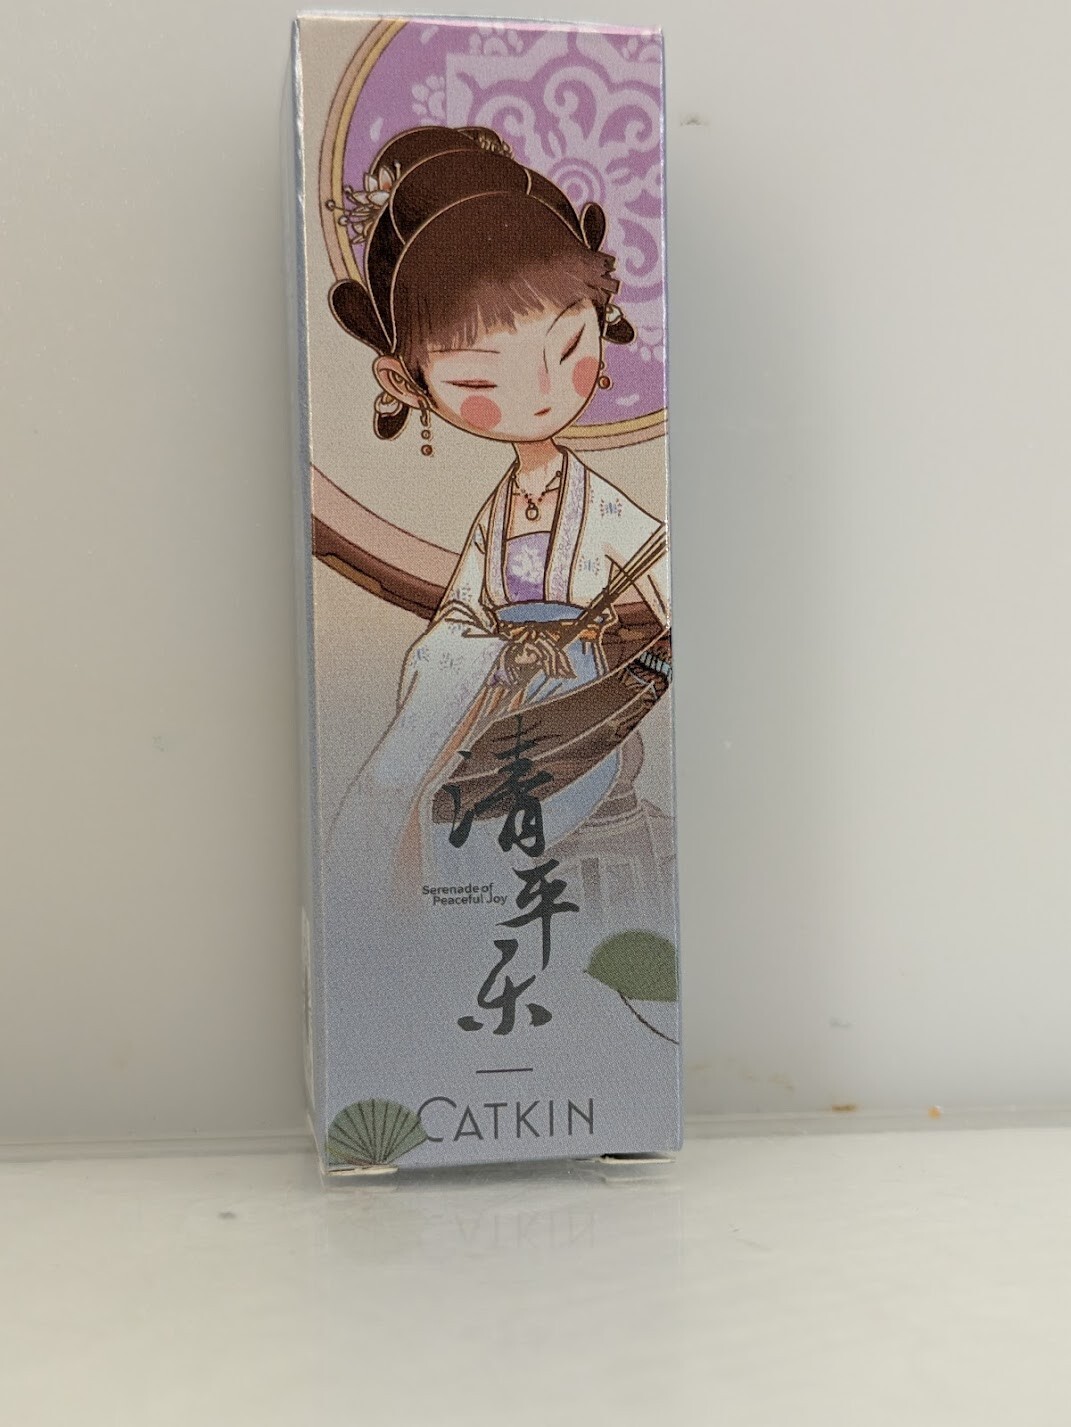 清平乐
Serenade of
Peaceful Joy
CATKIN